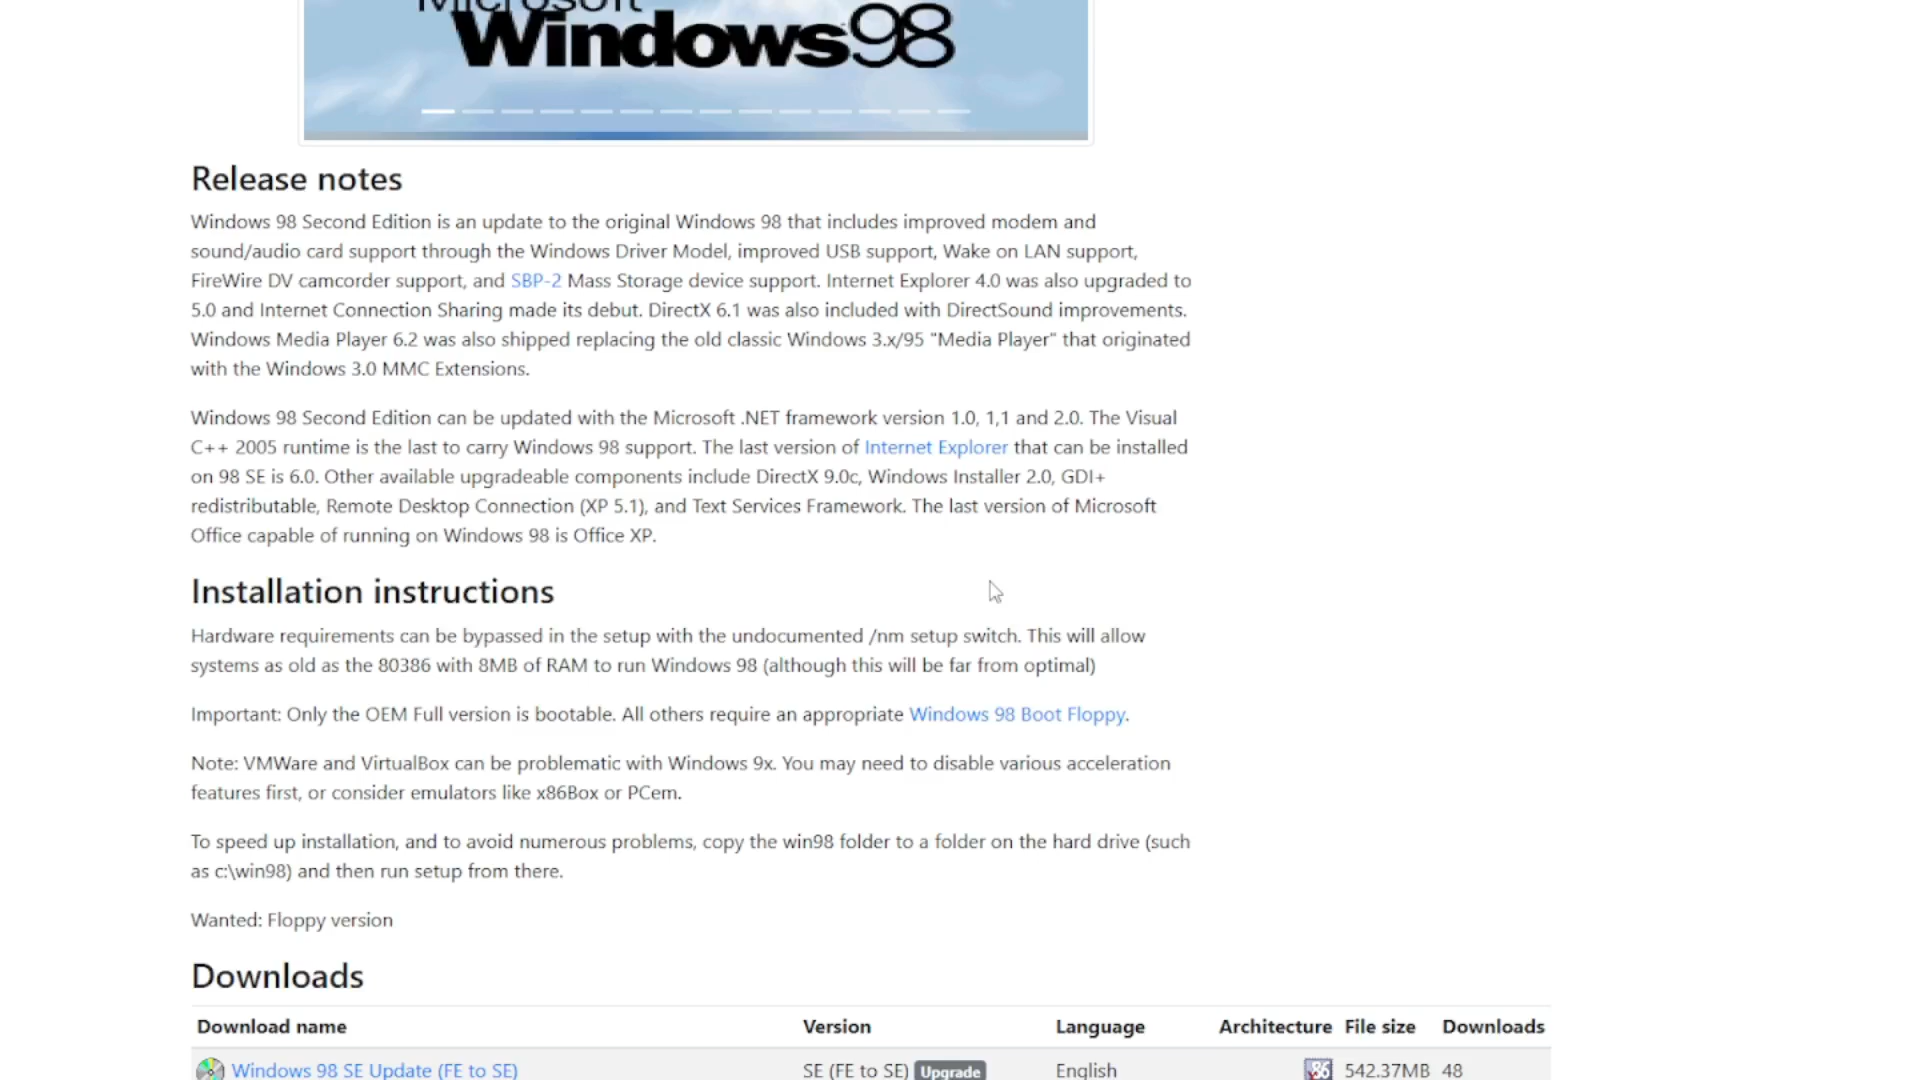 Microsoft
Windows98
Release notes
Windows 98 Second Edition is an update to the original Windows 98 that includes improved modem and
sound/audio card support through the Windows Driver Model, improved USB support, Wake on LAN support,
FireWire DV camcorder support, and SBP-2 Mass Storage device support. Internet Explorer 4.0 was also upgraded to
5.0 and Internet Connection Sharing made its debut. DirectX 6.1 was also included with DirectSound improvements.
Windows Media Player 6.2 was also shipped replacing the old classic Windows 3.x/95 "Media Player" that originated
with the Windows 3.0 MMC Extensions.
Windows 98 Second Edition can be updated with the Microsoft .NET framework version 1.0, 1,1 and 2.0. The Visual
C++ 2005 runtime is the last to carry Windows 98 support. The last version of Internet Explorer that can be installed
on 98 SE is 6.0. Other available upgradeable components include DirectX 9.0c, Windows Installer 2.0, GDI+
redistributable, Remote Desktop Connection (XP 5.1), and Text Services Framework. The last version of Microsoft
Office capable of running on Windows 98 is Office XP.
Installation instructions
Hardware requirements can be bypassed in the setup with the undocumented /nm setup switch. This will allow
systems as old as the 80386 with 8MB of RAM to run Windows 98 (although this will be far from optimal)
Important: Only the OEM Full version is bootable. All others require an appropriate Windows 98 Boot Floppy.
Note: VMWare and VirtualBox can be problematic with Windows 9x. You may need to disable various acceleration
features first, or consider emulators like x86Box or PCem.
To speed up installation, and to avoid numerous problems, copy the win98 folder to a folder on the hard drive (such
as c:\win98) and then run setup from there.
Wanted: Floppy version
Downloads
Download name Version Language Architecture File size Downloads
Windows 98 SE Update (FE to SE) SE (FE to SE) Upgrade English x86 542.37MB 48